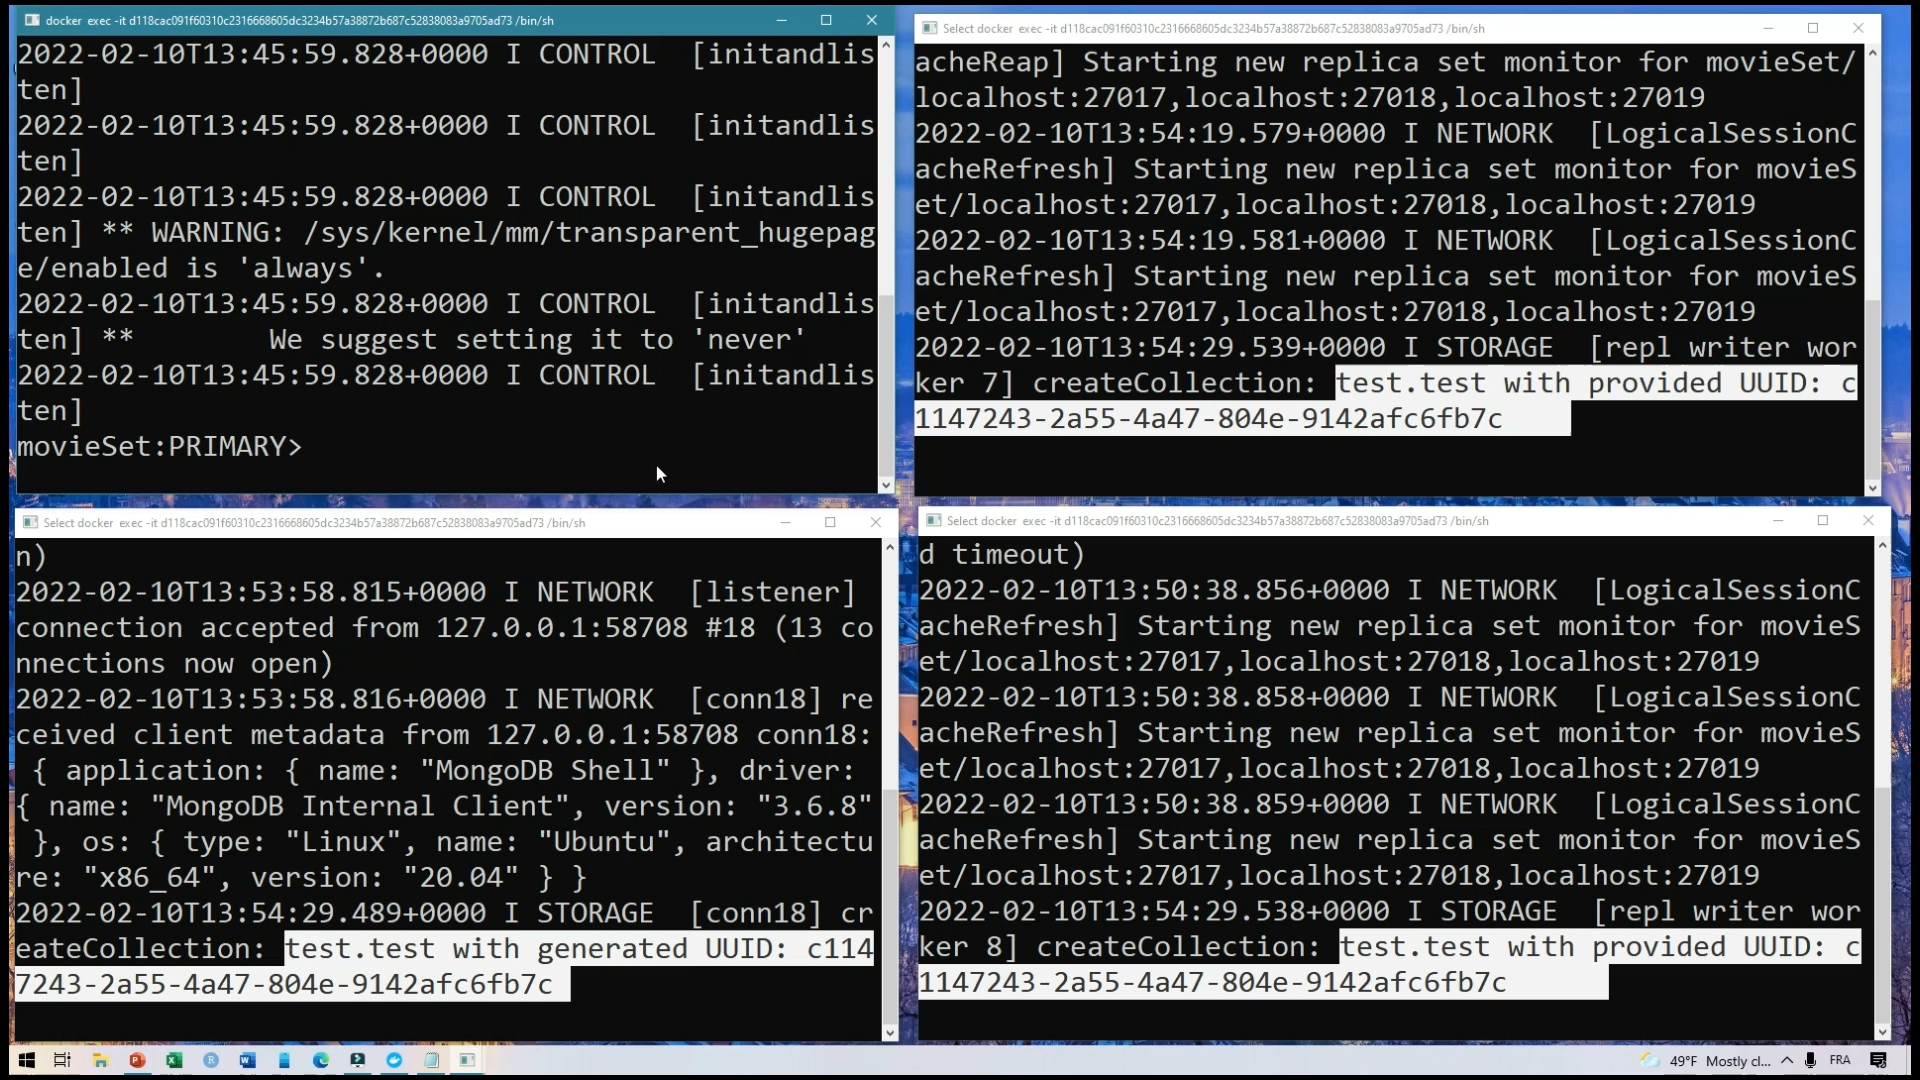 docker exec -it d118cac091f60310c2316668605dc3234b57a38872b687c52838083a9705ad73 /bin/sh
2022-02-10T13:45:59.828+0000 I CONTROL  [initandlis
ten]
2022-02-10T13:45:59.828+0000 I CONTROL  [initandlis
ten]
2022-02-10T13:45:59.828+0000 I CONTROL  [initandlis
ten] ** WARNING: /sys/kernel/mm/transparent_hugepag
e/enabled is 'always'.
2022-02-10T13:45:59.828+0000 I CONTROL  [initandlis
ten] **        We suggest setting it to 'never'
2022-02-10T13:45:59.828+0000 I CONTROL  [initandlis
ten]
movieSet:PRIMARY>
Select docker  exec -it d118cac091f60310c2316668605dc3234b57a38872b687c52838083a9705ad73 /bin/sh
acheReap] Starting new replica set monitor for movieSet/
localhost:27017,localhost:27018,localhost:27019
2022-02-10T13:54:19.579+0000 I NETWORK  [LogicalSessionC
acheRefresh] Starting new replica set monitor for movieS
et/localhost:27017,localhost:27018,localhost:27019
2022-02-10T13:54:19.581+0000 I NETWORK  [LogicalSessionC
acheRefresh] Starting new replica set monitor for movieS
et/localhost:27017,localhost:27018,localhost:27019
2022-02-10T13:54:29.539+0000 I STORAGE  [repl writer wor
ker 7] createCollection: test.test with provided UUID: c
1147243-2a55-4a47-804e-9142afc6fb7c
Select docker  exec -it d118cac091f60310c2316668605dc3234b57a38872b687c52838083a9705ad73 /bin/sh
n)
2022-02-10T13:53:58.815+0000 I NETWORK  [listener]
connection accepted from 127.0.0.1:58708 #18 (13 co
nnections now open)
2022-02-10T13:53:58.816+0000 I NETWORK  [conn18] re
ceived client metadata from 127.0.0.1:58708 conn18:
 { application: { name: "MongoDB Shell" }, driver:
{ name: "MongoDB Internal Client", version: "3.6.8"
 }, os: { type: "Linux", name: "Ubuntu", architectu
re: "x86_64", version: "20.04" } }
2022-02-10T13:54:29.489+0000 I STORAGE  [conn18] cr
eateCollection: test.test with generated UUID: c114
7243-2a55-4a47-804e-9142afc6fb7c
Select docker  exec -it d118cac091f60310c2316668605dc3234b57a38872b687c52838083a9705ad73 /bin/sh
d timeout)
2022-02-10T13:50:38.856+0000 I NETWORK  [LogicalSessionC
acheRefresh] Starting new replica set monitor for movieS
et/localhost:27017,localhost:27018,localhost:27019
2022-02-10T13:50:38.858+0000 I NETWORK  [LogicalSessionC
acheRefresh] Starting new replica set monitor for movieS
et/localhost:27017,localhost:27018,localhost:27019
2022-02-10T13:50:38.859+0000 I NETWORK  [LogicalSessionC
acheRefresh] Starting new replica set monitor for movieS
et/localhost:27017,localhost:27018,localhost:27019
2022-02-10T13:54:29.538+0000 I STORAGE  [repl writer wor
ker 8] createCollection: test.test with provided UUID: c
1147243-2a55-4a47-804e-9142afc6fb7c
49°F Mostly cl... FRA